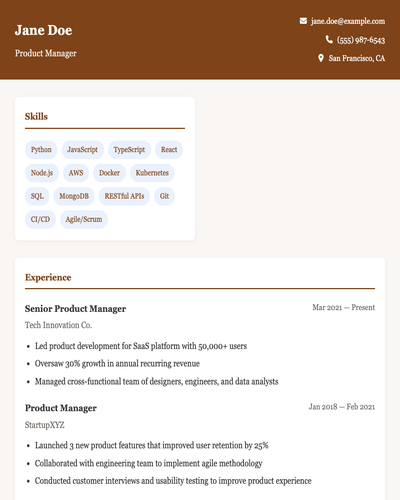 Jane Doe
Product Manager
jane.doe@example.com
(555) 987-6543
San Francisco, CA
Skills
Python JavaScript TypeScript React
Node.js AWS Docker Kubernetes
SQL MongoDB RESTful APIs Git
CI/CD Agile/Scrum
Experience
Senior Product Manager Mar 2021 — Present
Tech Innovation Co.
• Led product development for SaaS platform with 50,000+ users
• Oversaw 30% growth in annual recurring revenue
• Managed cross-functional team of designers, engineers, and data analysts
Product Manager Jan 2018 — Feb 2021
StartupXYZ
• Launched 3 new product features that improved user retention by 25%
• Collaborated with engineering team to implement agile methodology
• Conducted customer interviews and usability testing to improve product experience